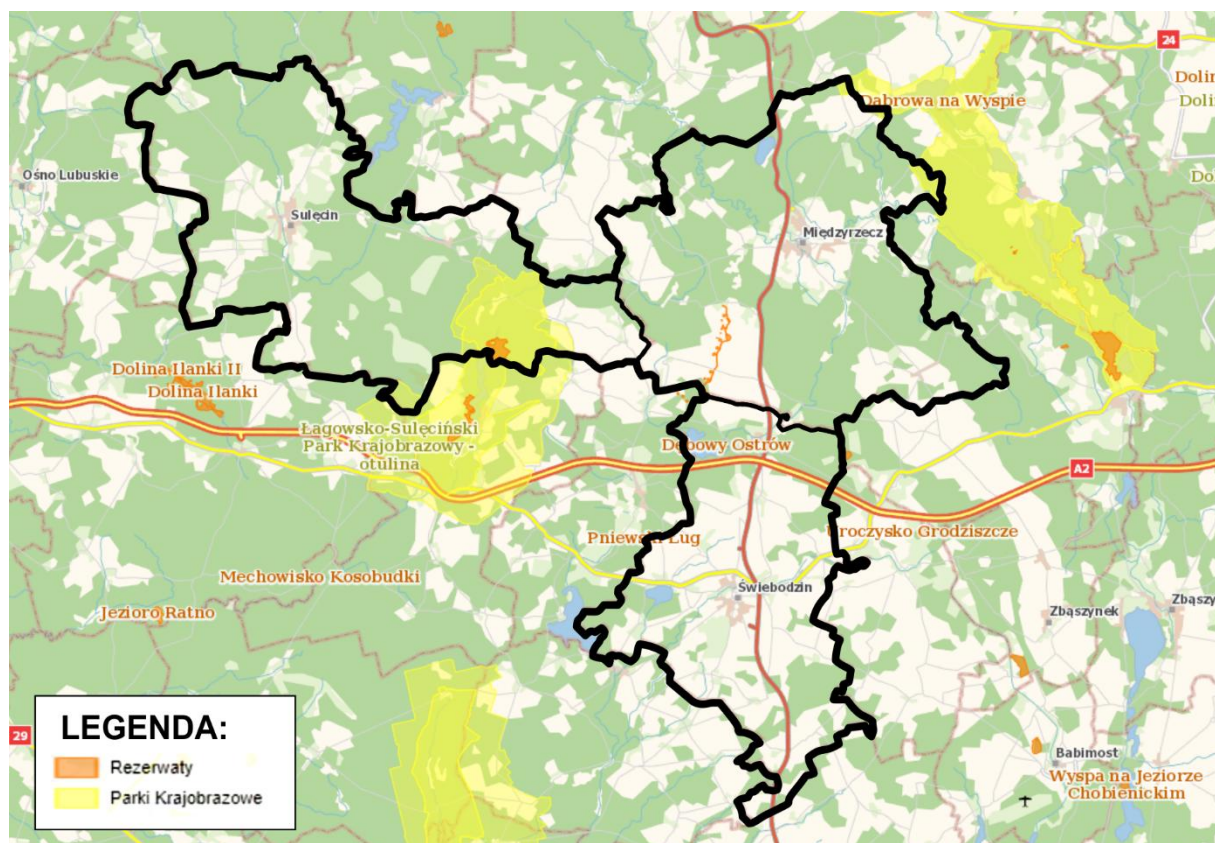 24
Dolin
Dolin
Dąbrowa na Wyspie
Do
Ośno Lubuskie
Sulęcin
Międzyrzecz
Dolina Ilanki II
Dolina Ilanki
Łagowsko-Sulęciński
Park Krajobrazowy -
otulina
Dębowy Ostrów
A2
Pniewski Ług
Uroczysko Grodziszcze
Mechowisko Kosobudki
Świebodzin
Jezioro Ratno
Zbąszynek
Zbąszy
29
LEGENDA:
Rezerwaty
Parki Krajobrazowe
Babimost
Wyspa na Jeziorze
Chobienickim